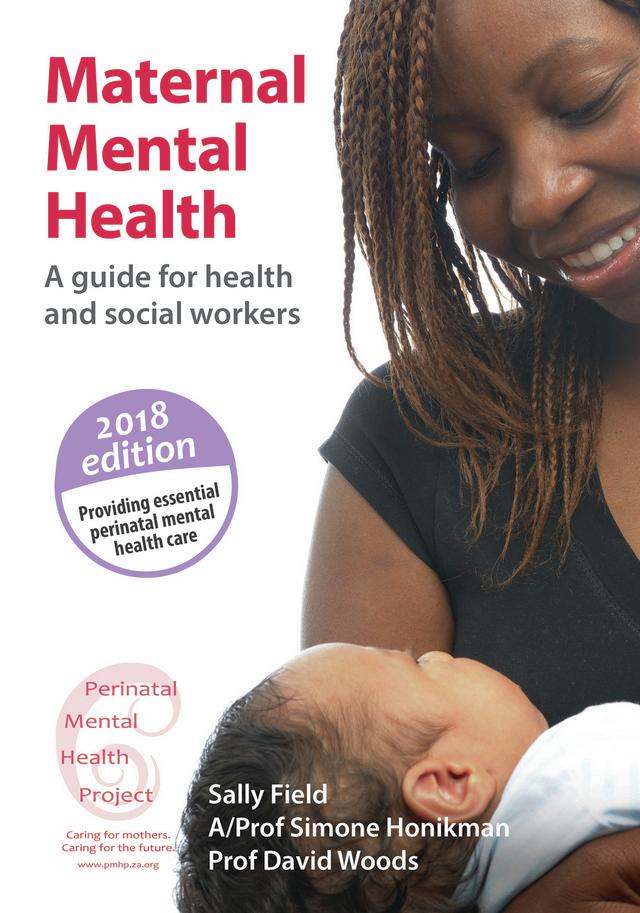 Maternal
Mental
Health
A guide for health
and social workers
2018
edition
Providing essential
perinatal mental
health care
Perinatal
Mental
Health
Project
Caring for mothers.
Caring for the future.
www.pmhp.za.org
Sally Field
A/Prof Simone Honikman
Prof David Woods